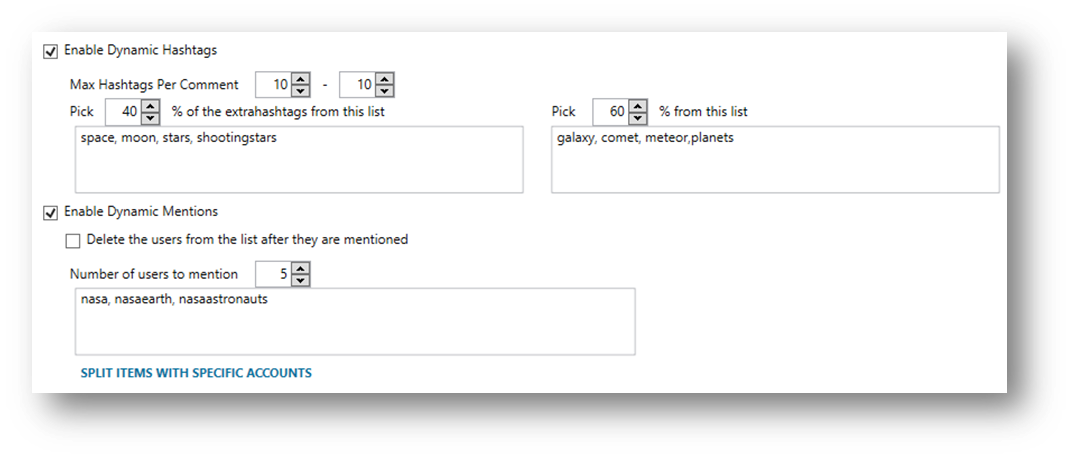 Enable Dynamic Hashtags
Max Hashtags Per Comment 10 - 10
Pick 40 % of the extrahashtags from this list Pick 60 % from this list
space, moon, stars, shootingstars galaxy, comet, meteor,planets
Enable Dynamic Mentions
Delete the users from the list after they are mentioned
Number of users to mention 5
nasa, nasaearth, nasaastronauts
SPLIT ITEMS WITH SPECIFIC ACCOUNTS